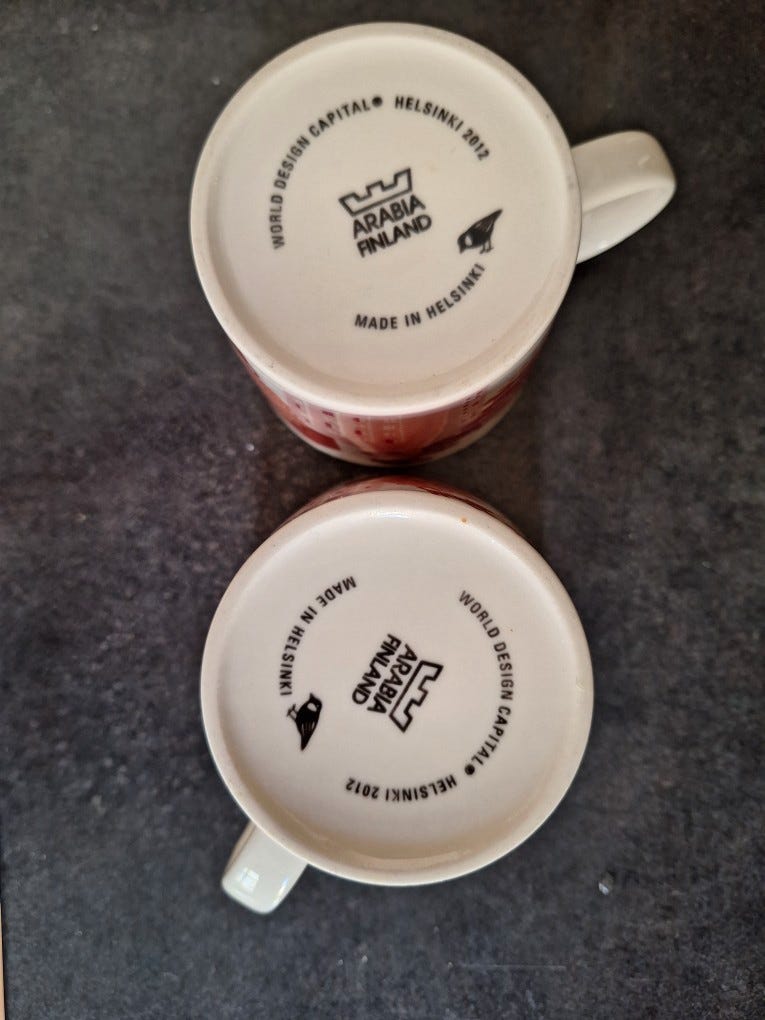 WORLD DESIGN CAPITAL® HELSINKI 2012
ARABIA
FINLAND
MADE IN HELSINKI
WORLD DESIGN CAPITAL® HELSINKI 2012
ARABIA
FINLAND
MADE IN HELSINKI